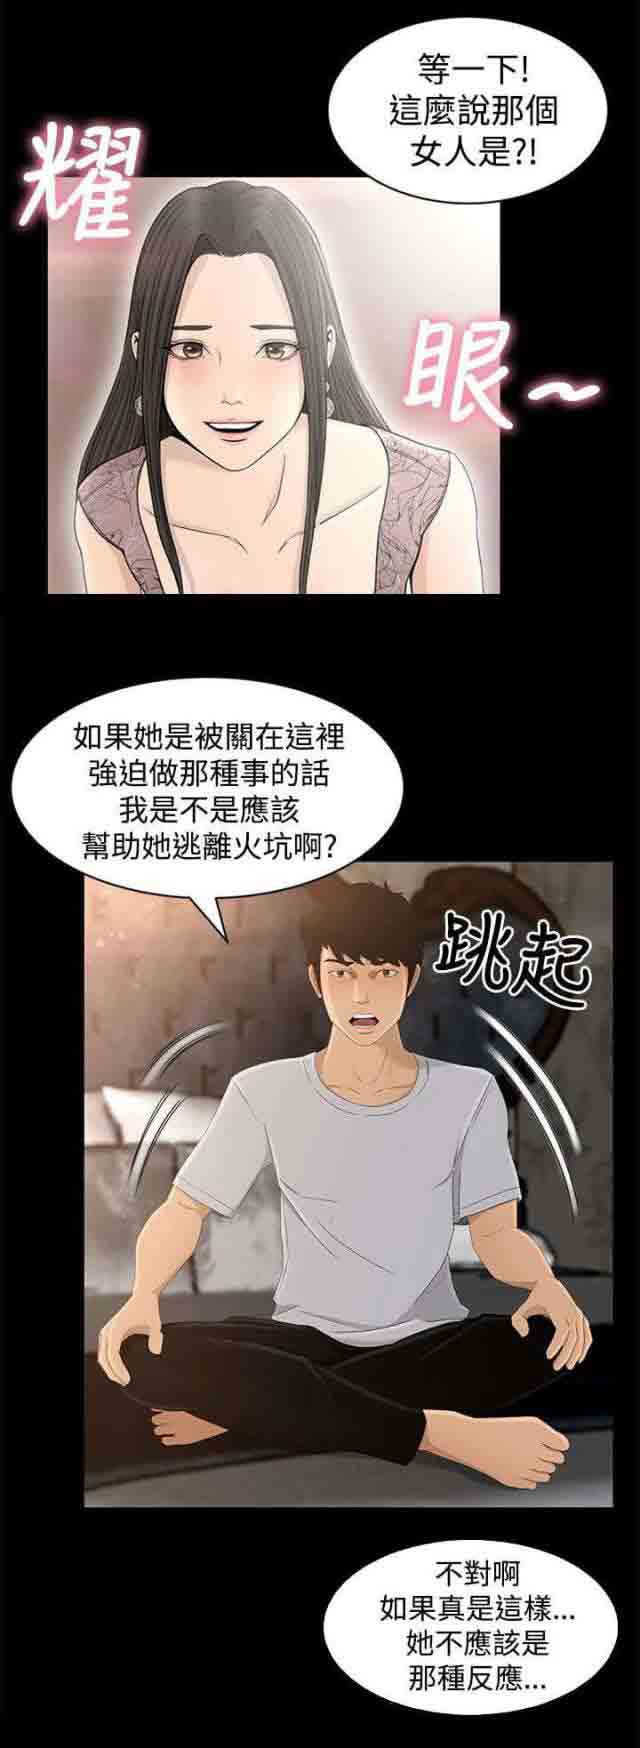 等一下!
這麼說那個
女人是?!
耀
眼~
如果她是被關在這裡
強迫做那種事的話
我是不是應該
幫助她逃離火坑啊?
跳起
不對啊
如果真是這樣...
她不應該是
那種反應...